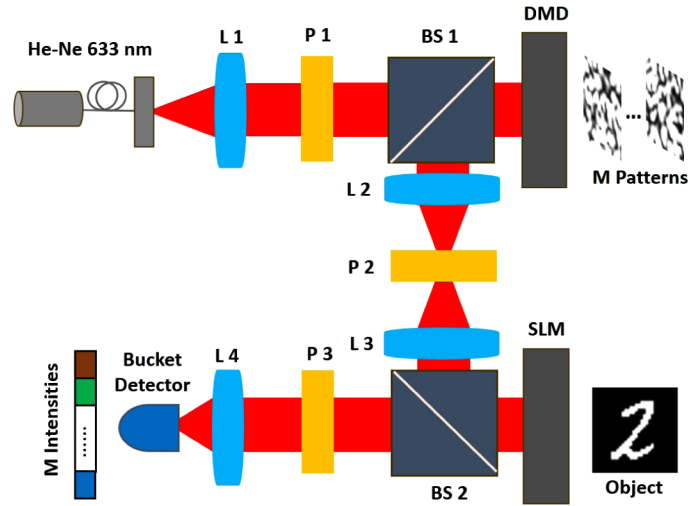 He-Ne 633 nm
L 1
P 1
BS 1
DMD
...
M Patterns
L 2
P 2
L 3
SLM
Bucket
Detector
L 4
P 3
M Intensities
......
BS 2
Object
2